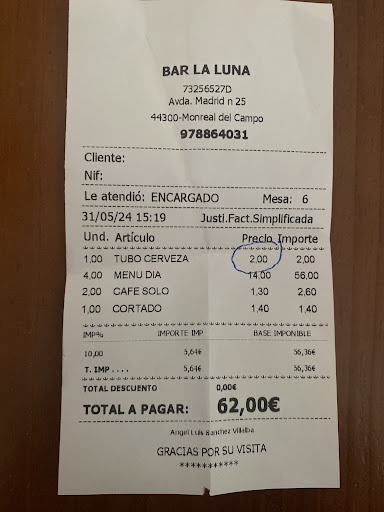 BAR LA LUNA
73256527D
Avda. Madrid n 25
44300-Monreal del Campo
978864031
Cliente:
Nif:
Le atendió: ENCARGADO Mesa: 6
31/05/24 15:19 Justi.Fact.Simplificada
Und. Artículo Precio Importe
1,00 TUBO CERVEZA 2,00 2,00
4,00 MENU DIA 14,00 56,00
2,00 CAFE SOLO 1,30 2,60
1,00 CORTADO 1,40 1,40
IMP% IMPORTE IMP BASE IMPONIBLE
10,00 5,64€ 56,36€
T. IMP .... 5,64€ 56,36€
TOTAL DESCUENTO 0,00€
TOTAL A PAGAR: 62,00€
Angel Luis Sanchez Villalba
GRACIAS POR SU VISITA
***********